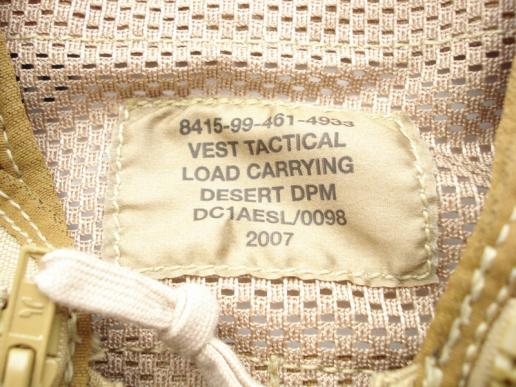 8415-99-461-4933
VEST TACTICAL
LOAD CARRYING
DESERT DPM
DC1AESL/0098
2007